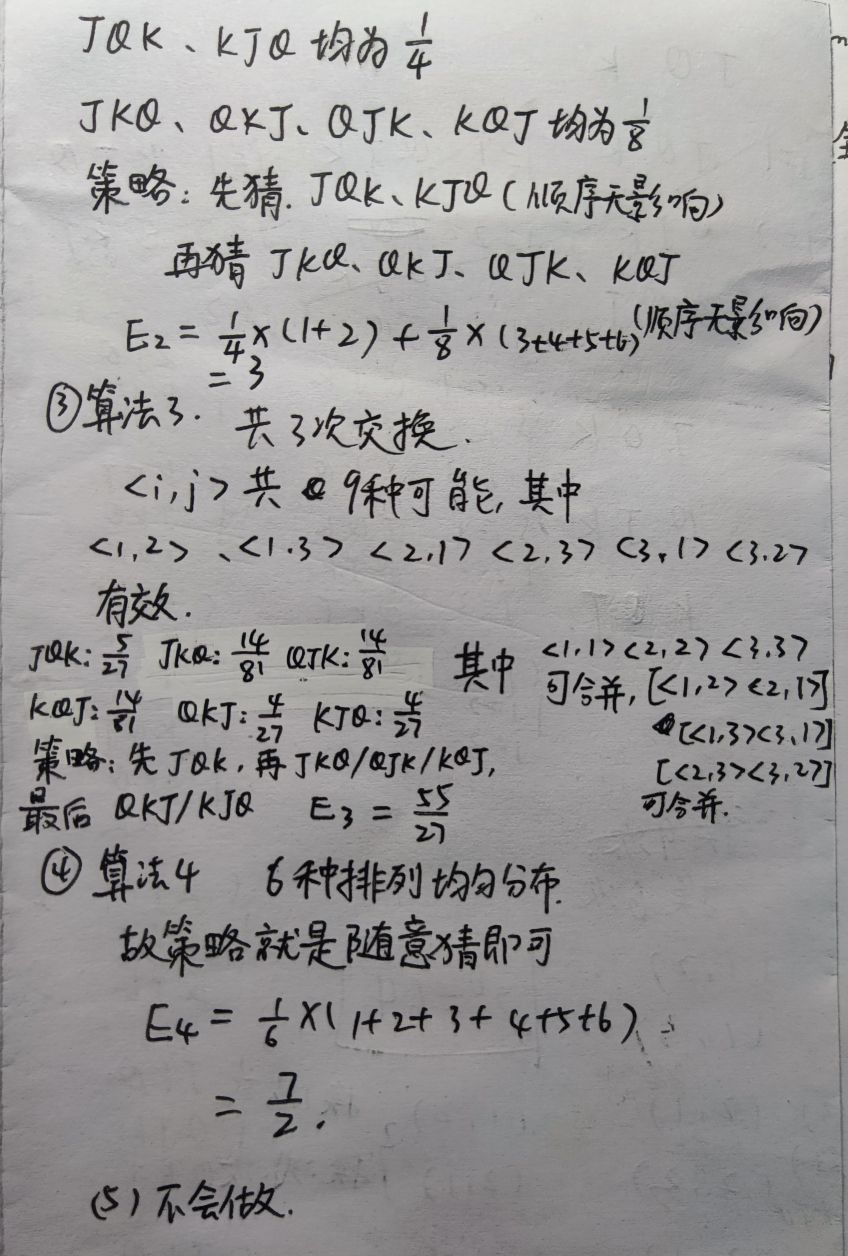 JQK、KJQ 均为 1/4
JKQ、QKJ、QJK、KQJ 均为 1/8
策略：先猜. JQK、KJQ（顺序无影响）
再猜 JKQ、QKJ、QJK、KQJ
(顺序无影响)
E₂ = 1/4×(1+2) + 1/8×(3+4+5+6)
= 3
③算法3. 共3次交换.
<i,j> 共 9种可能, 其中
<1,2>、<1.3> <2,1> <2,3> <3,1> <3.2>
有效.
JQK: 5/27 JKQ: 14/81 QJK: 14/81
KQJ: 14/81 QKJ: 4/27 KJQ: 4/27
其中 <1,1> <2,2> <3.3>
可合并, [<1,2> <2,1>]
[<1,3><3,1>]
[<2,3><3,2>]
可合并.
策略：先 JQK, 再 JKQ/QJK/KQJ,
最后 QKJ/KJQ E₃ = 55/27
④ 算法4 6种排列均匀分布.
故策略就是随意猜即可
E₄ = 1/6×(1+2+3+4+5+6)
= 7/2.
(5) 不会做.